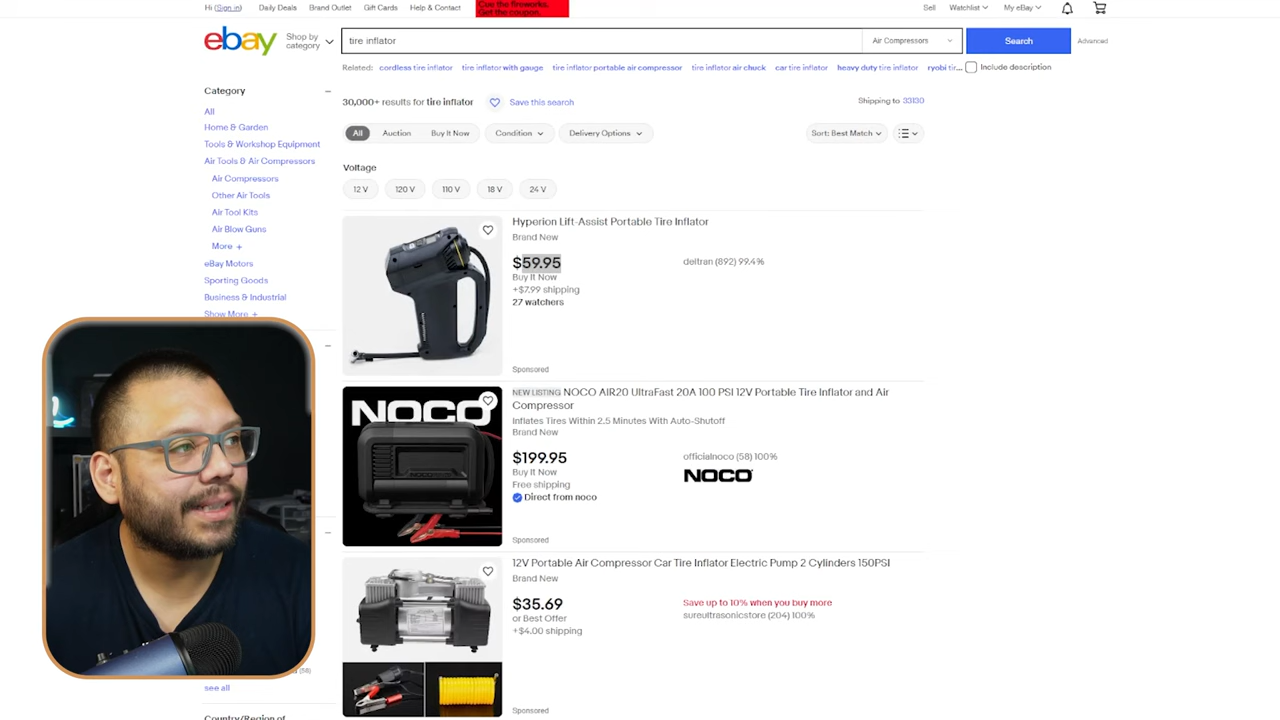 Hi (Sign in) Daily Deals Brand Outlet Gift Cards Help & Contact
Cue the fireworks.
Get the coupon.
Sell Watchlist My eBay
ebay
Shop by
category
tire inflator
Air Compressors
Search
Advanced
Related: cordless tire inflator tire inflator with gauge tire inflator portable air compressor tire inflator air chuck car tire inflator heavy duty tire inflator ryobi tir...
Include description
Category
All
Home & Garden
Tools & Workshop Equipment
Air Tools & Air Compressors
Air Compressors
Other Air Tools
Air Tool Kits
Air Blow Guns
More +
eBay Motors
Sporting Goods
Business & Industrial
Show More +
see all
Country/Region of
30,000+ results for tire inflator
Save this search
Shipping to 33130
All Auction Buy It Now Condition Delivery Options
Sort: Best Match
Voltage
12 V 120 V 110 V 18 V 24 V
Hyperion Lift-Assist Portable Tire Inflator
Brand New
$59.95
Buy It Now
+$7.99 shipping
27 watchers
deltran (892) 99.4%
Sponsored
NOCO
NEW LISTING NOCO AIR20 UltraFast 20A 100 PSI 12V Portable Tire Inflator and Air
Compressor
Inflates Tires Within 2.5 Minutes With Auto-Shutoff
Brand New
$199.95
Buy It Now
Free shipping
Direct from noco
officialnoco (58) 100%
NOCO
Sponsored
12V Portable Air Compressor Car Tire Inflator Electric Pump 2 Cylinders 150PSI
Brand New
$35.69
or Best Offer
+$4.00 shipping
Save up to 10% when you buy more
sureultrasonicstore (204) 100%
Sponsored